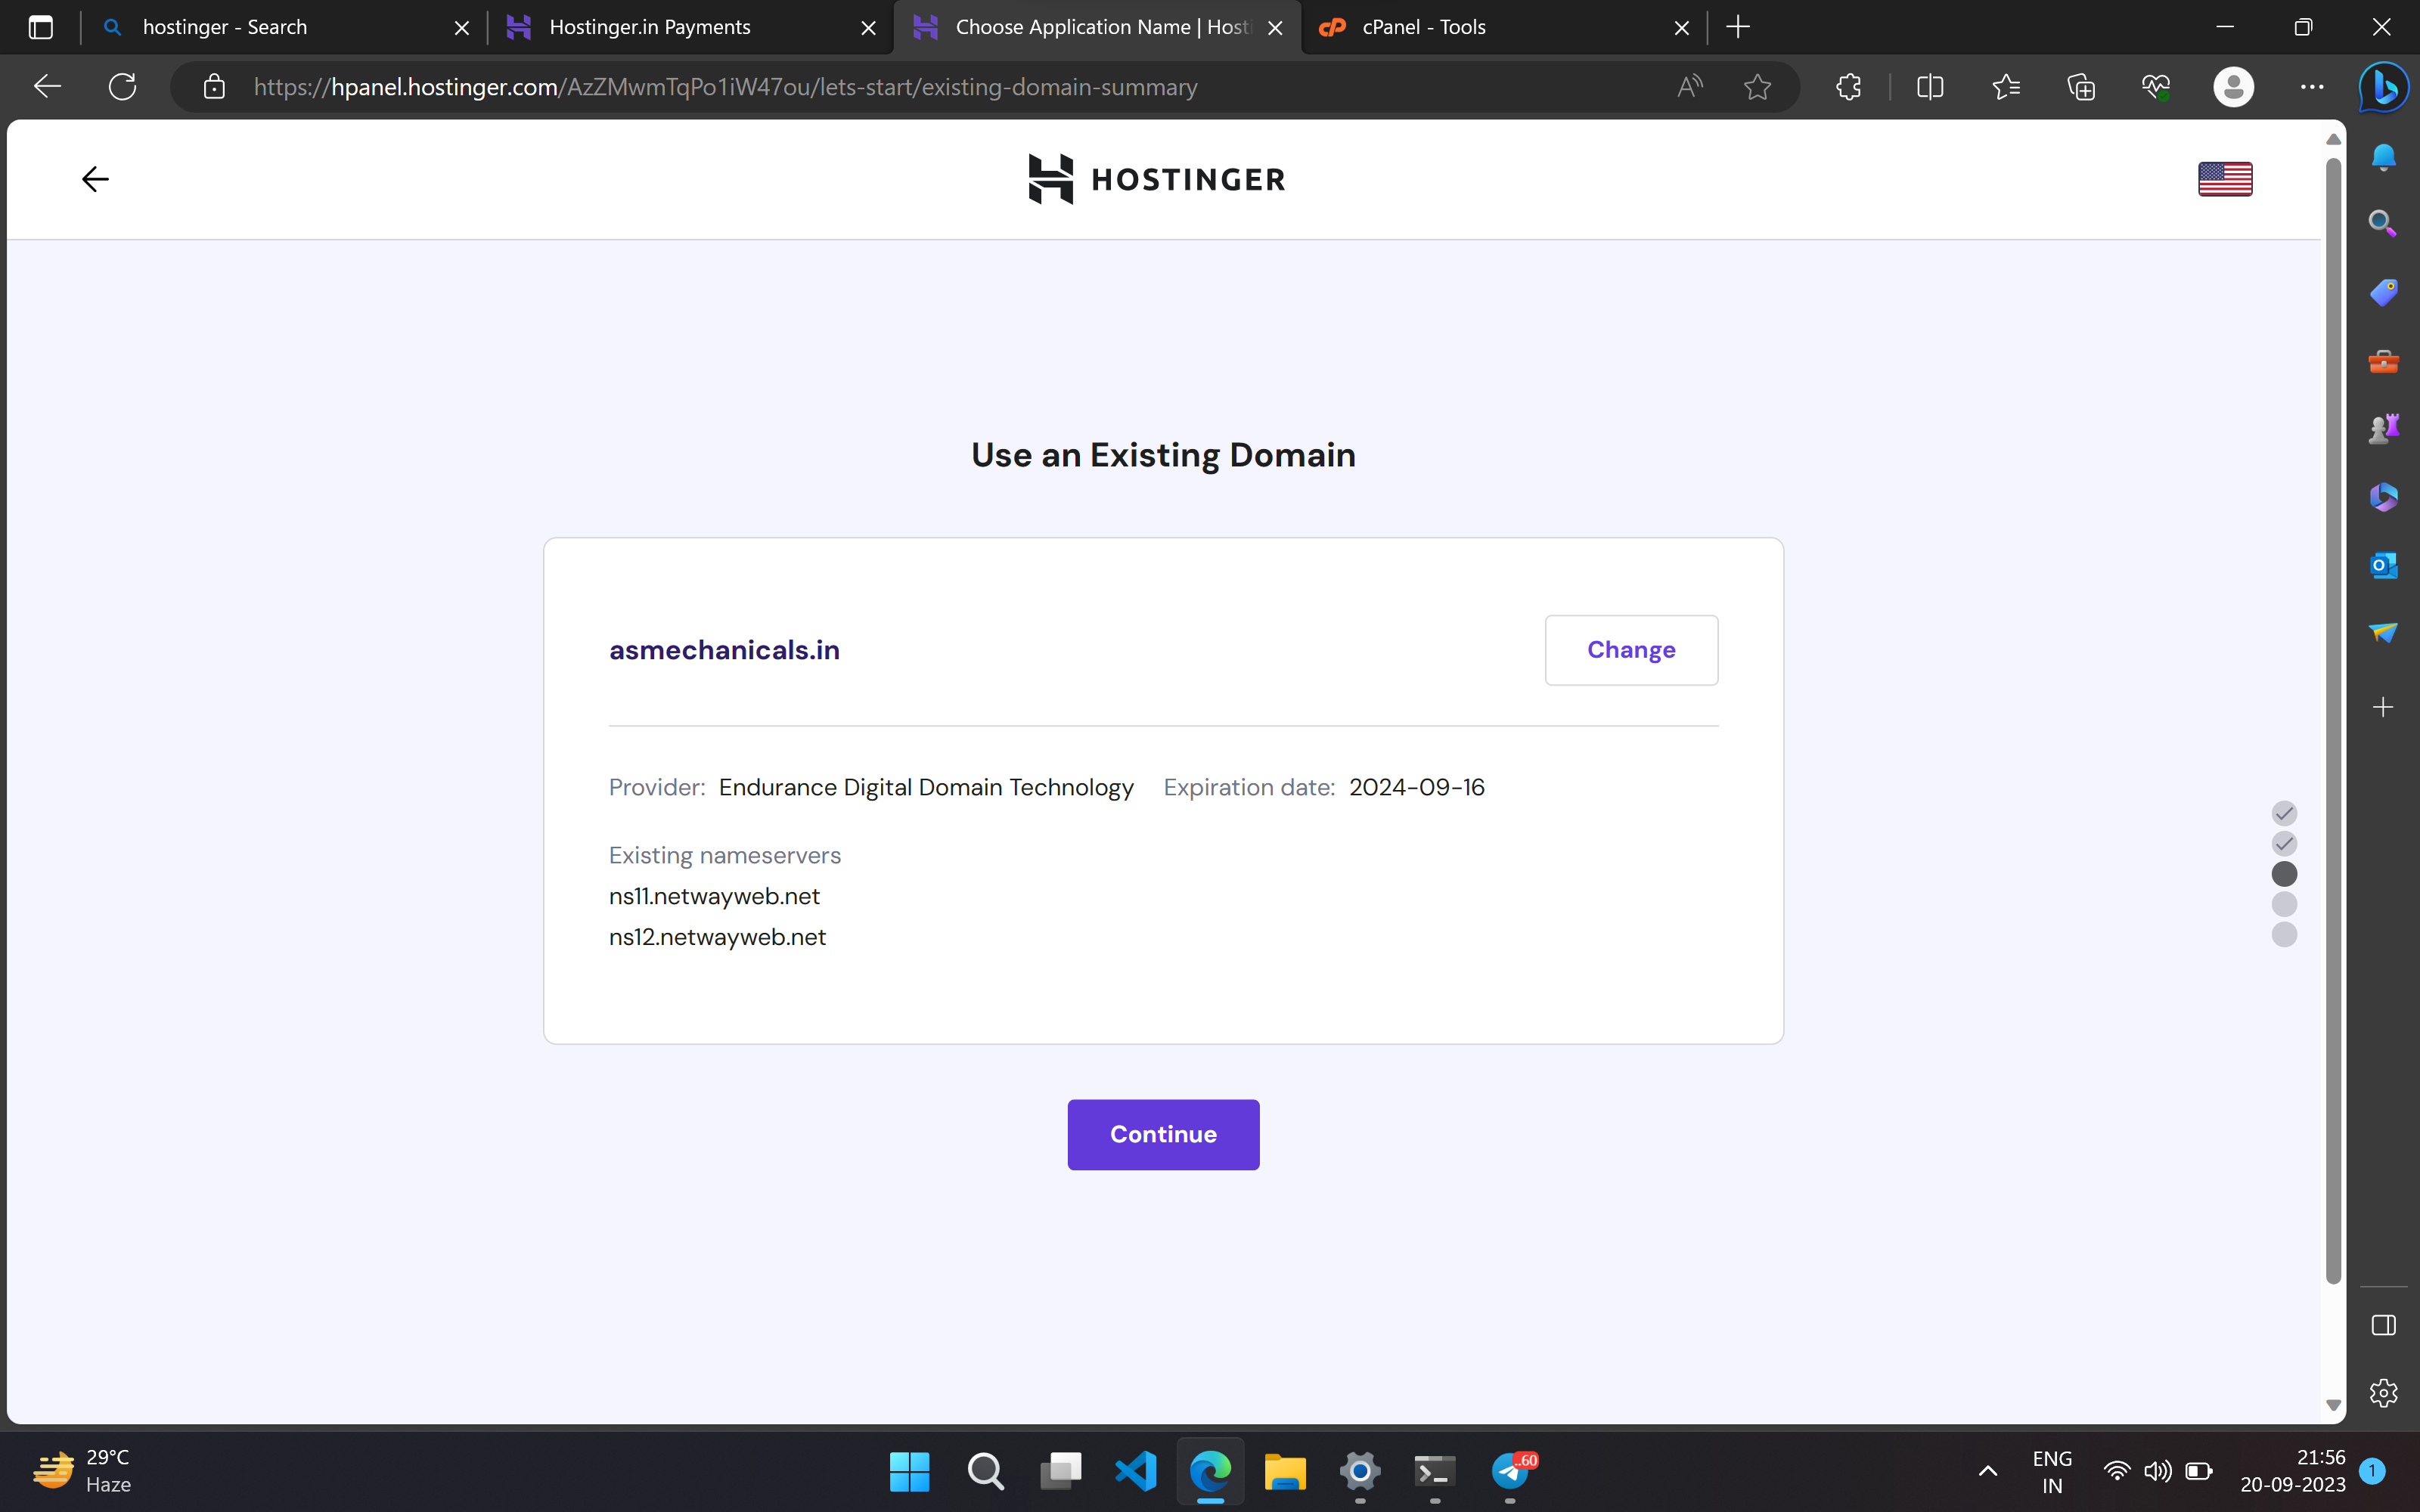 hostinger - Search
Hostinger.in Payments
Choose Application Name | Hosti
cPanel - Tools
https://hpanel.hostinger.com/AzZMwmTqPo1iW47ou/lets-start/existing-domain-summary
HOSTINGER
Use an Existing Domain
asmechanicals.in
Change
Provider: Endurance Digital Domain Technology Expiration date: 2024-09-16
Existing nameservers
ns11.netwayweb.net
ns12.netwayweb.net
Continue
29°C
Haze
..60
ENG
IN
21:56
20-09-2023
1